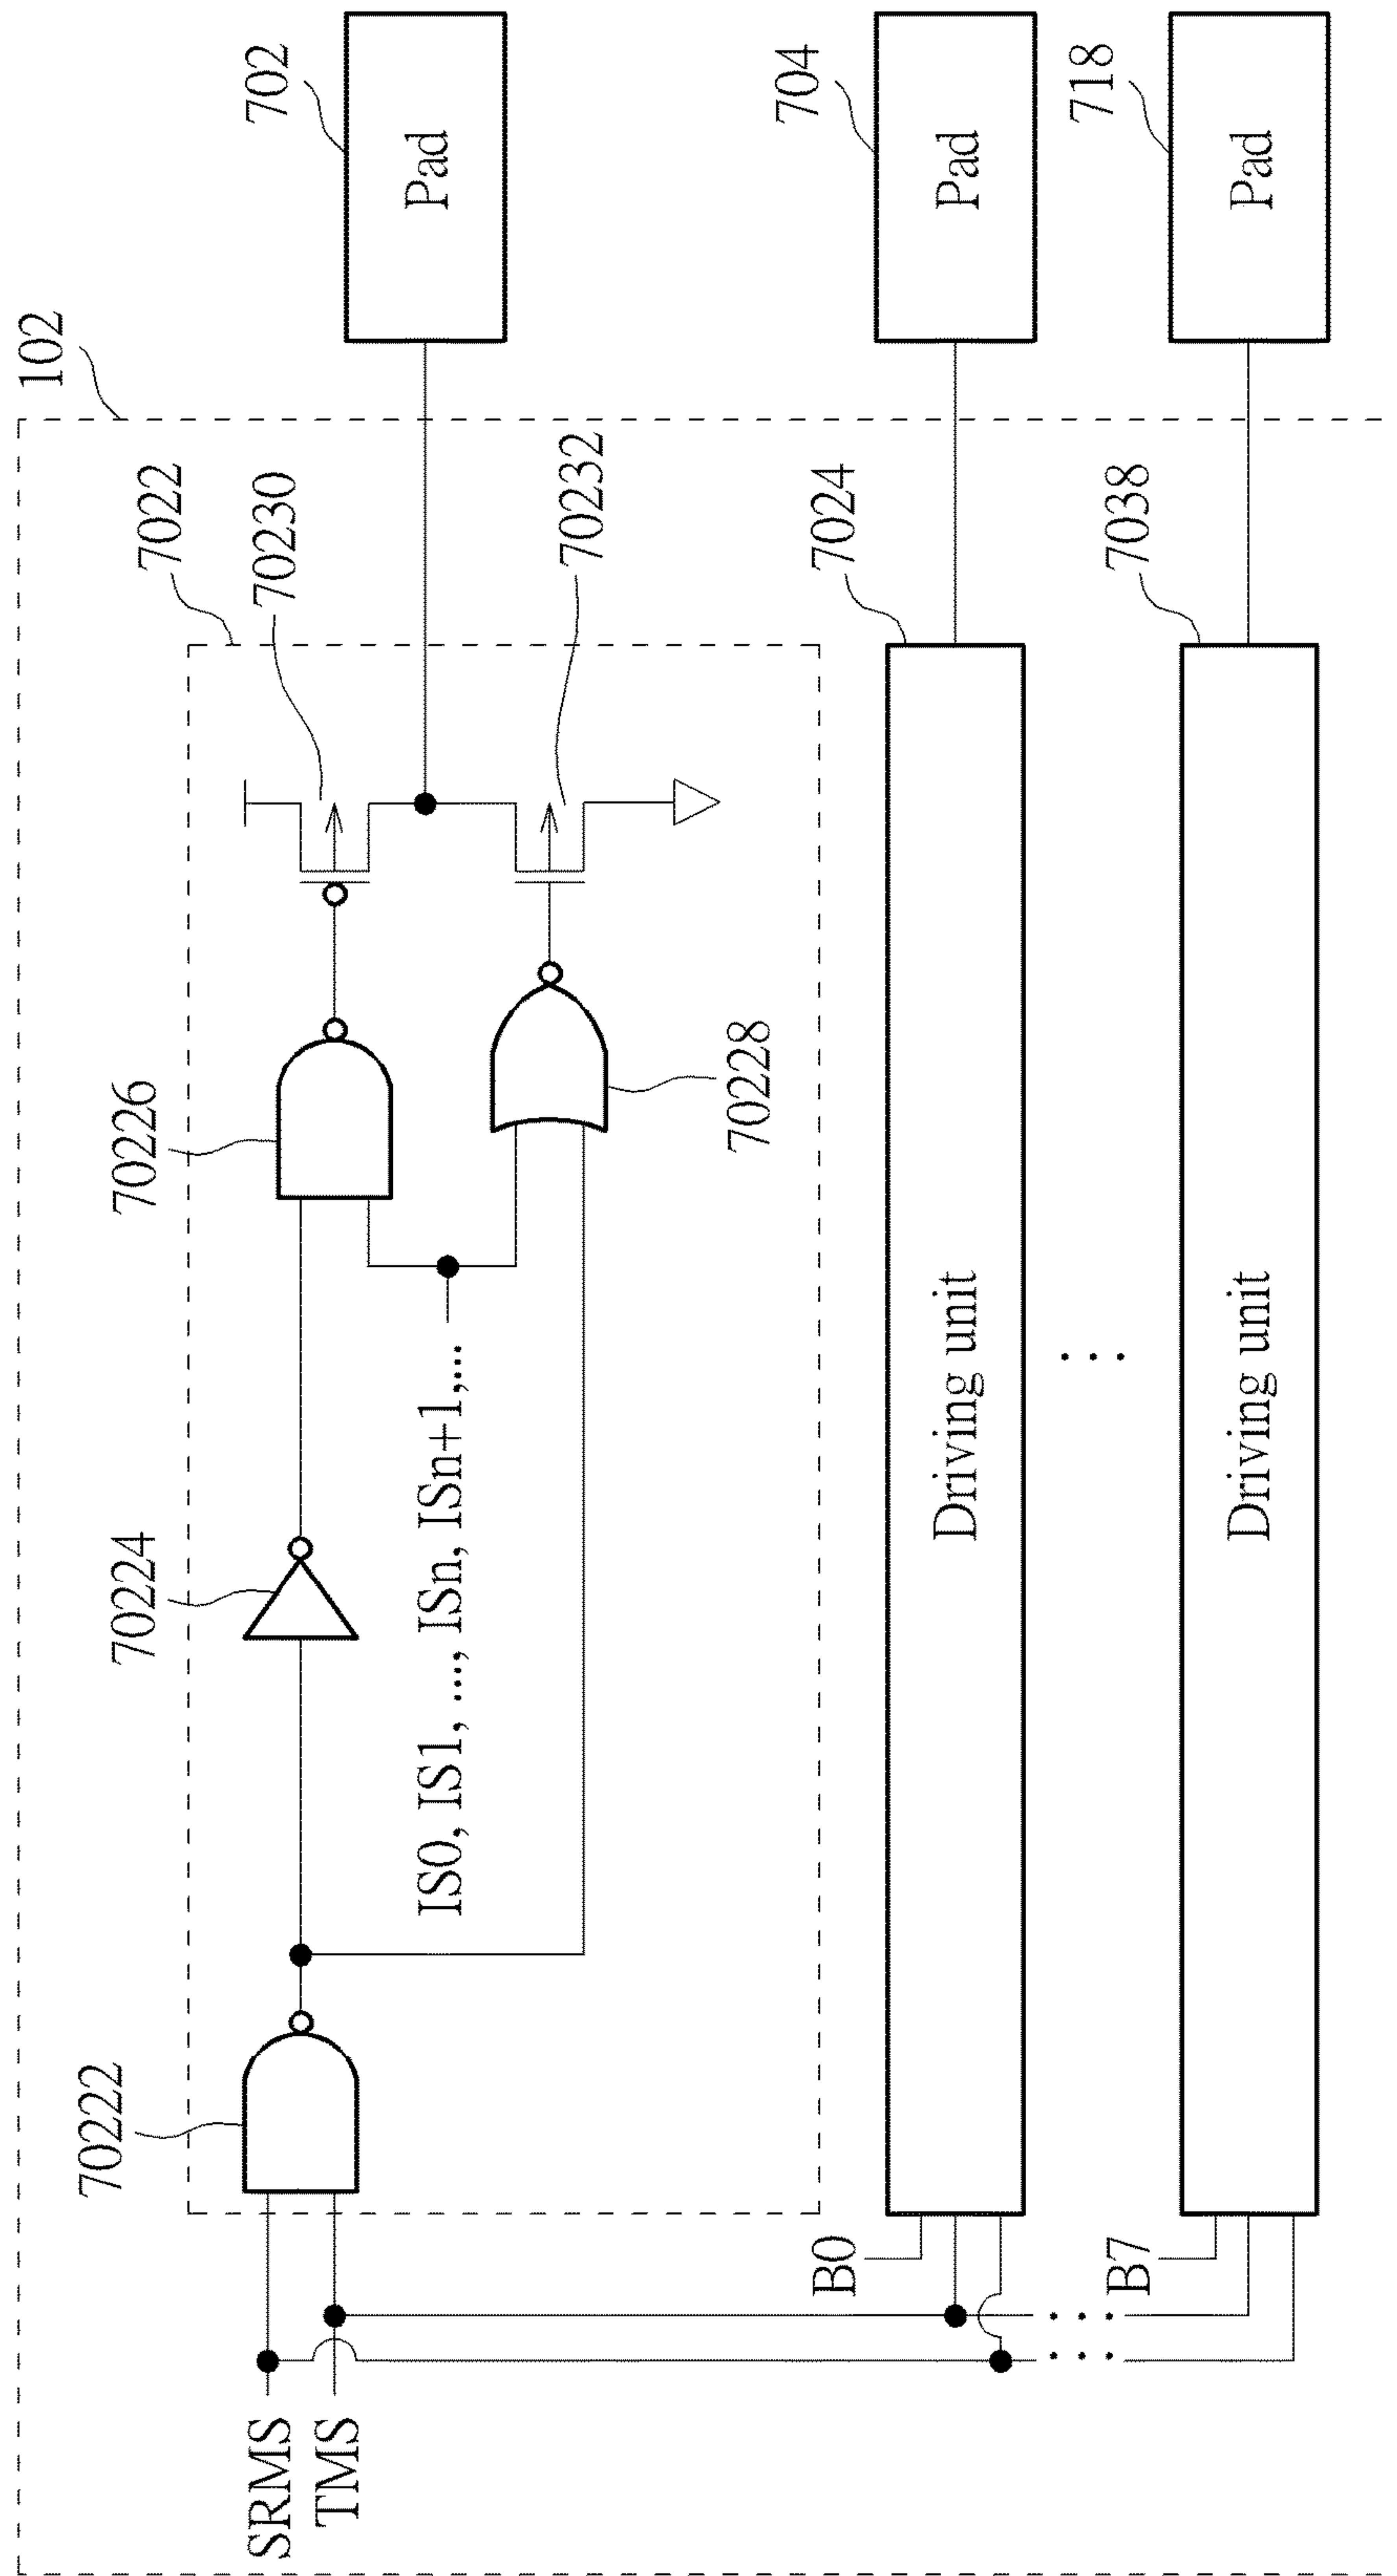 102
7022
702
Pad
70222
70224
70226
70230
SRMS
TMS
IS0, IS1, ..., ISn, ISn+1,...
70228
70232
B0
7024
Driving unit
704
Pad
B7
7038
Driving unit
718
Pad